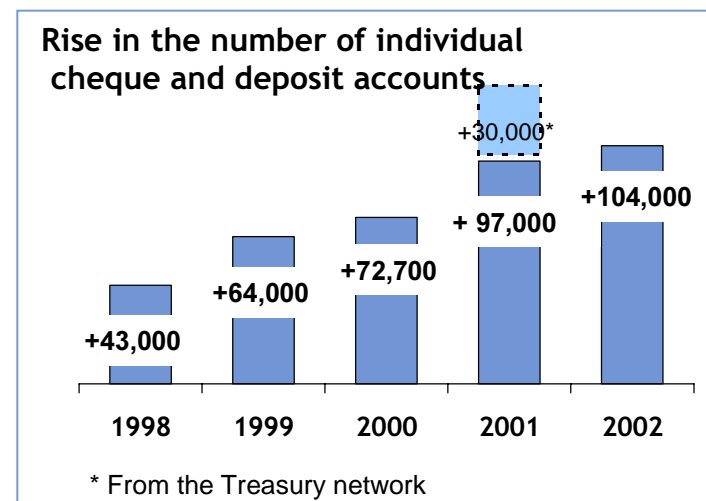 Rise in the number of individual
cheque and deposit accounts
+30,000*
+104,000
+ 97,000
+72,700
+64,000
+43,000
1998 1999 2000 2001 2002
* From the Treasury network